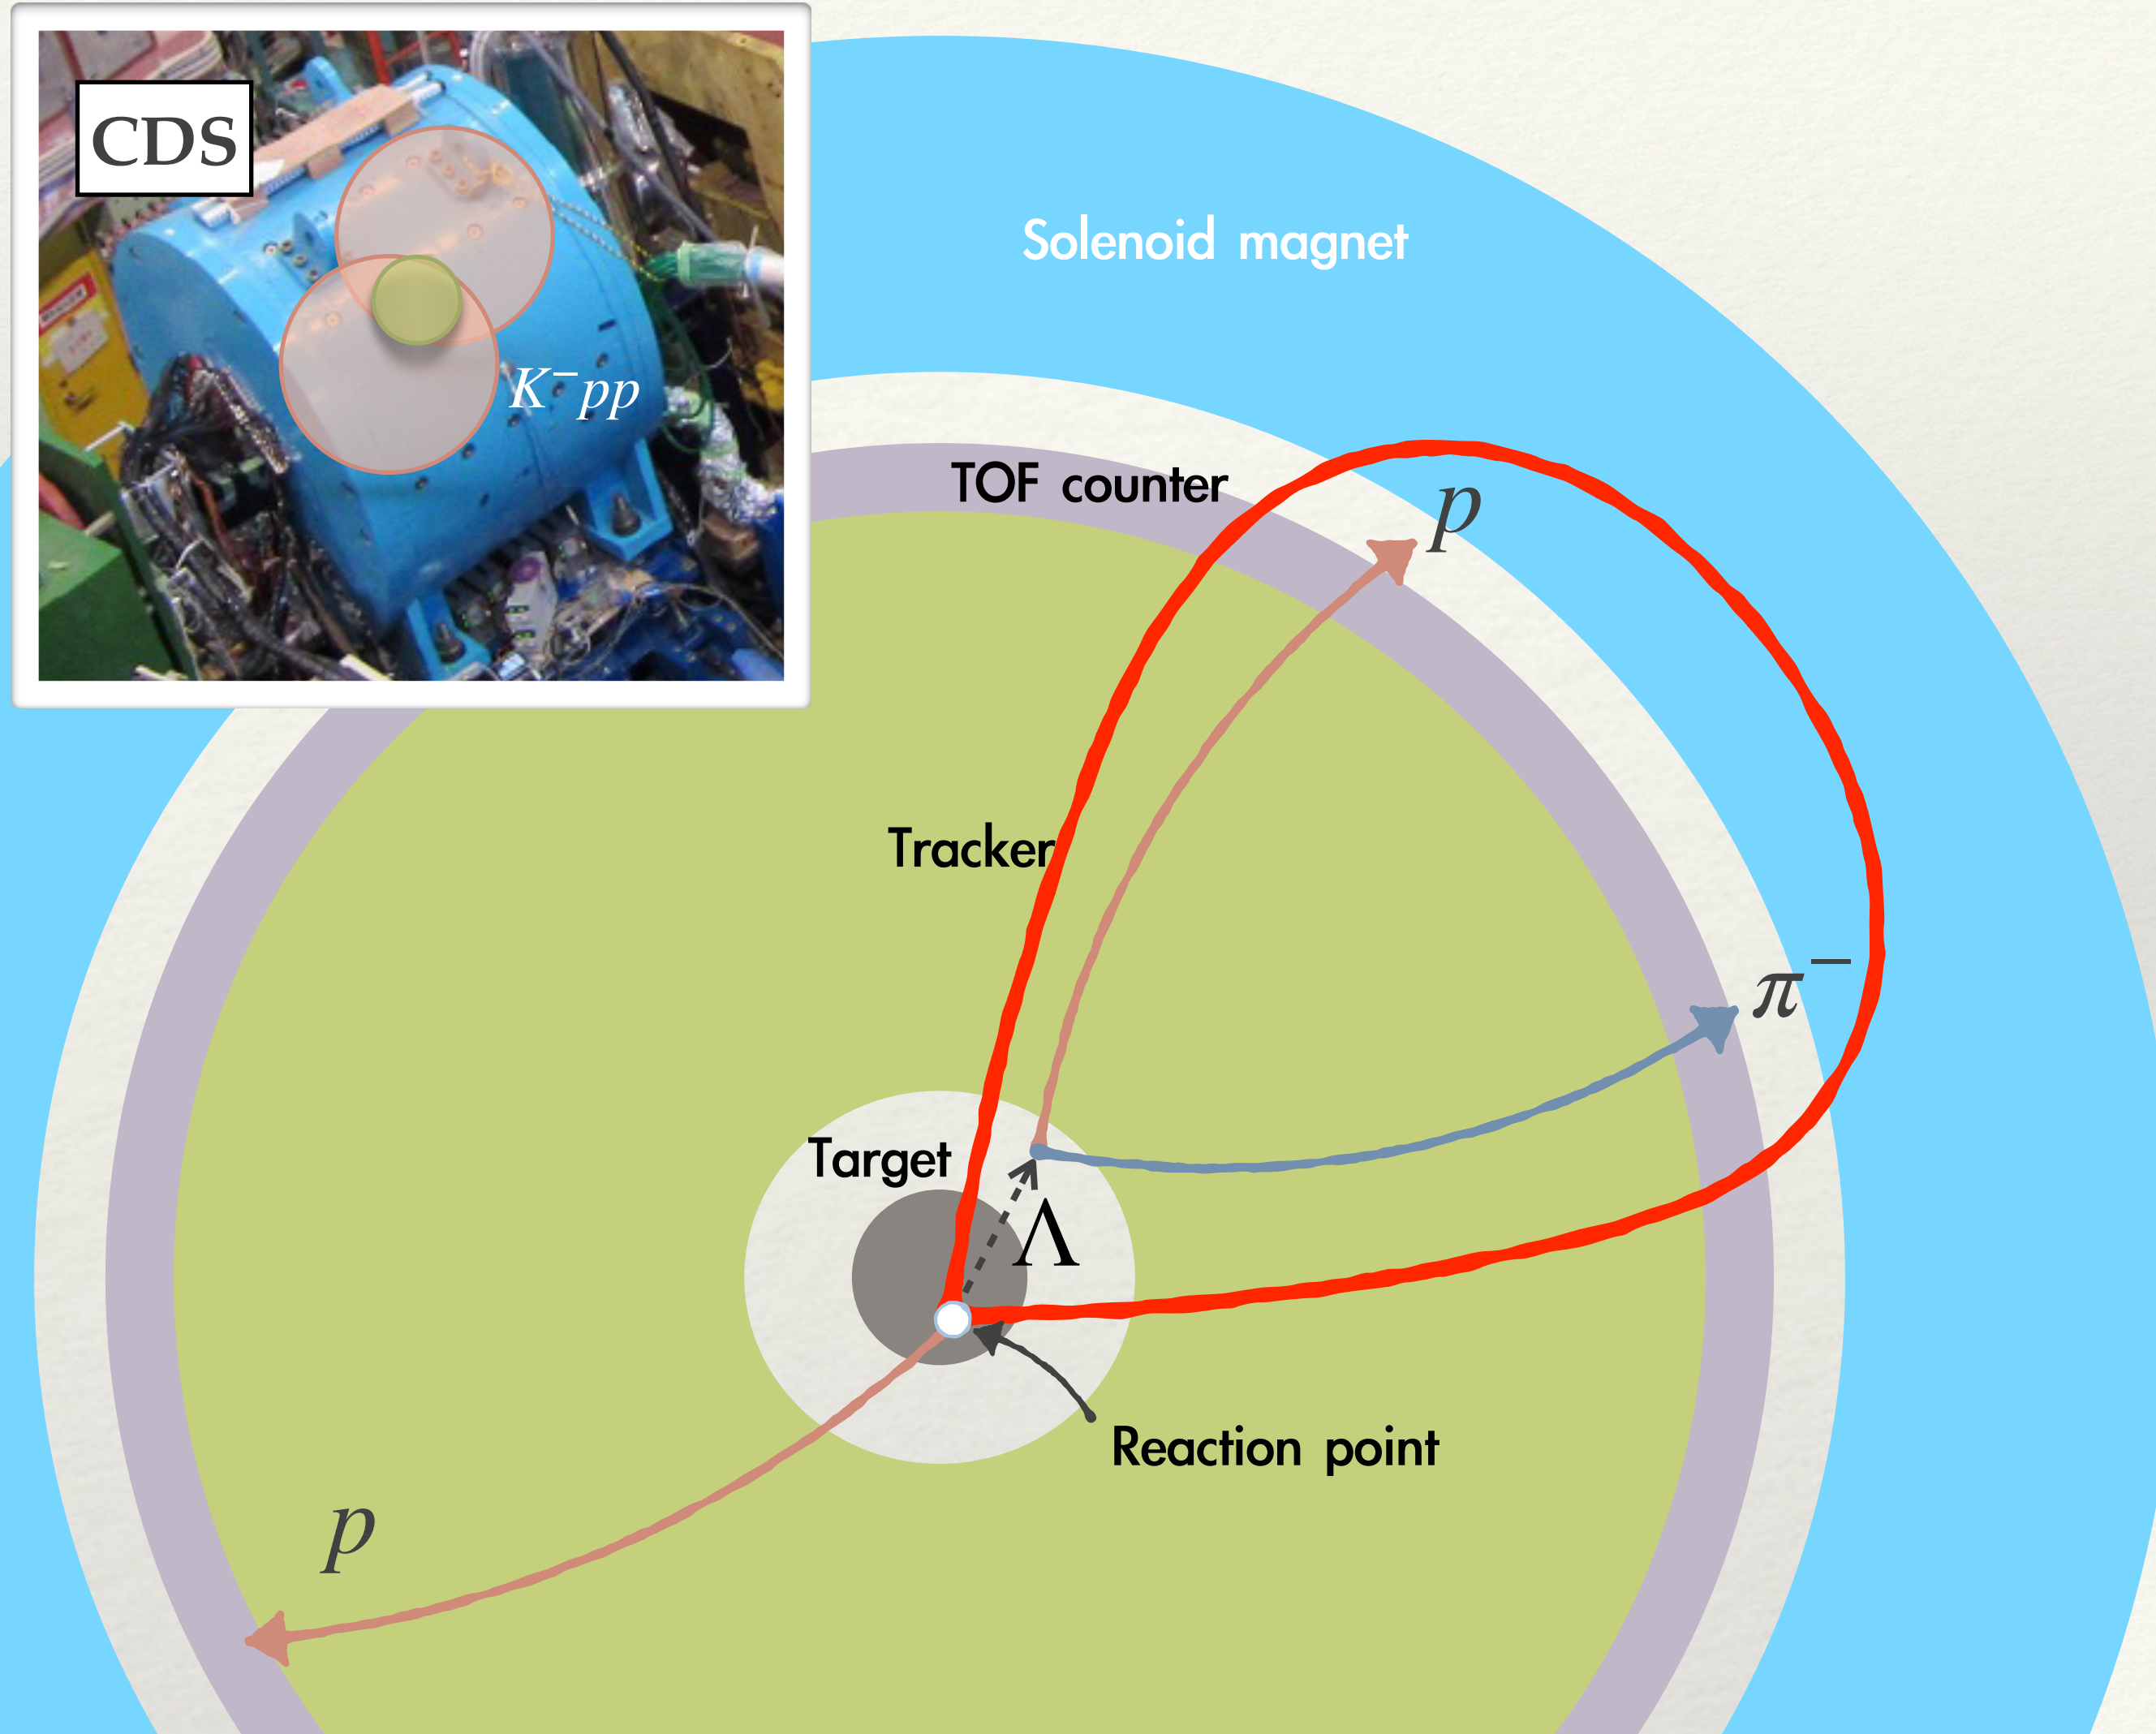 CDS
K⁻pp
Solenoid magnet
TOF counter
p
Tracker
π⁻
Target
Λ
Reaction point
p